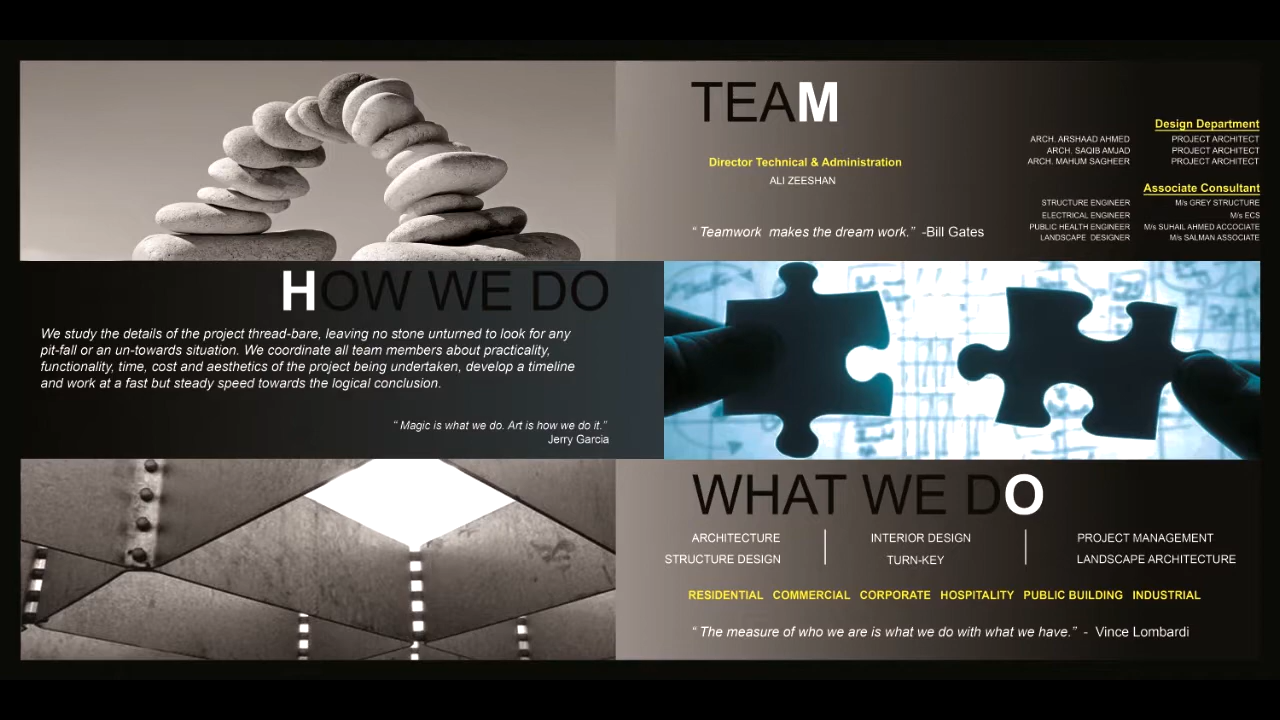 TEAM
Director Technical & Administration
ALI ZEESHAN
“ Teamwork makes the dream work.” -Bill Gates
Design Department
ARCH. ARSHAAD AHMED PROJECT ARCHITECT
ARCH. SAQIB AMJAD PROJECT ARCHITECT
ARCH. MAHUM SAGHEER PROJECT ARCHITECT
Associate Consultant
STRUCTURE ENGINEER M/s GREY STRUCTURE
ELECTRICAL ENGINEER M/s ECS
PUBLIC HEALTH ENGINEER M/s SUHAIL AHMED ACCOCIATE
LANDSCAPE DESIGNER M/s SALMAN ASSOCIATE
HOW WE DO
We study the details of the project thread-bare, leaving no stone unturned to look for any
pit-fall or an un-towards situation. We coordinate all team members about practicality,
functionality, time, cost and aesthetics of the project being undertaken, develop a timeline
and work at a fast but steady speed towards the logical conclusion.
“ Magic is what we do. Art is how we do it.”
Jerry Garcia
WHAT WE DO
ARCHITECTURE INTERIOR DESIGN PROJECT MANAGEMENT
STRUCTURE DESIGN TURN-KEY LANDSCAPE ARCHITECTURE
RESIDENTIAL COMMERCIAL CORPORATE HOSPITALITY PUBLIC BUILDING INDUSTRIAL
“ The measure of who we are is what we do with what we have.” - Vince Lombardi